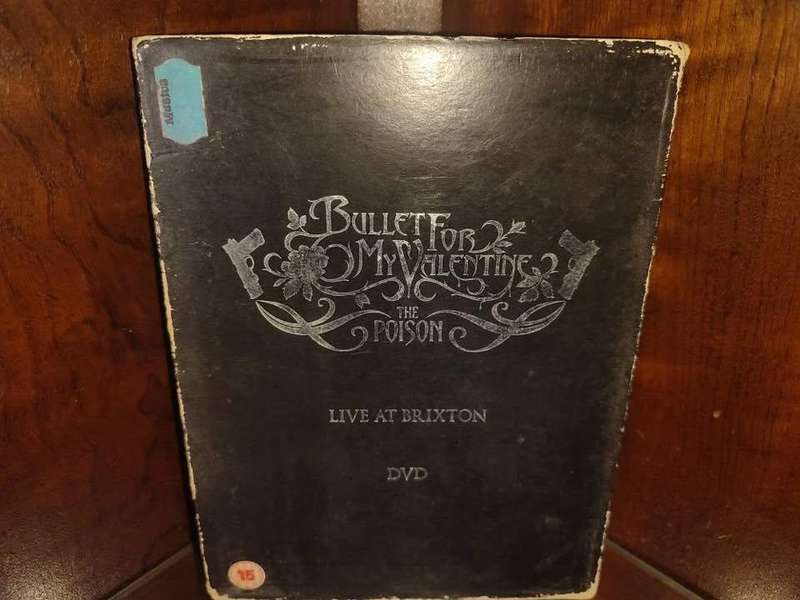 BULLET FOR
MY VALENTINE
THE
POISON
LIVE AT BRIXTON
DVD
15